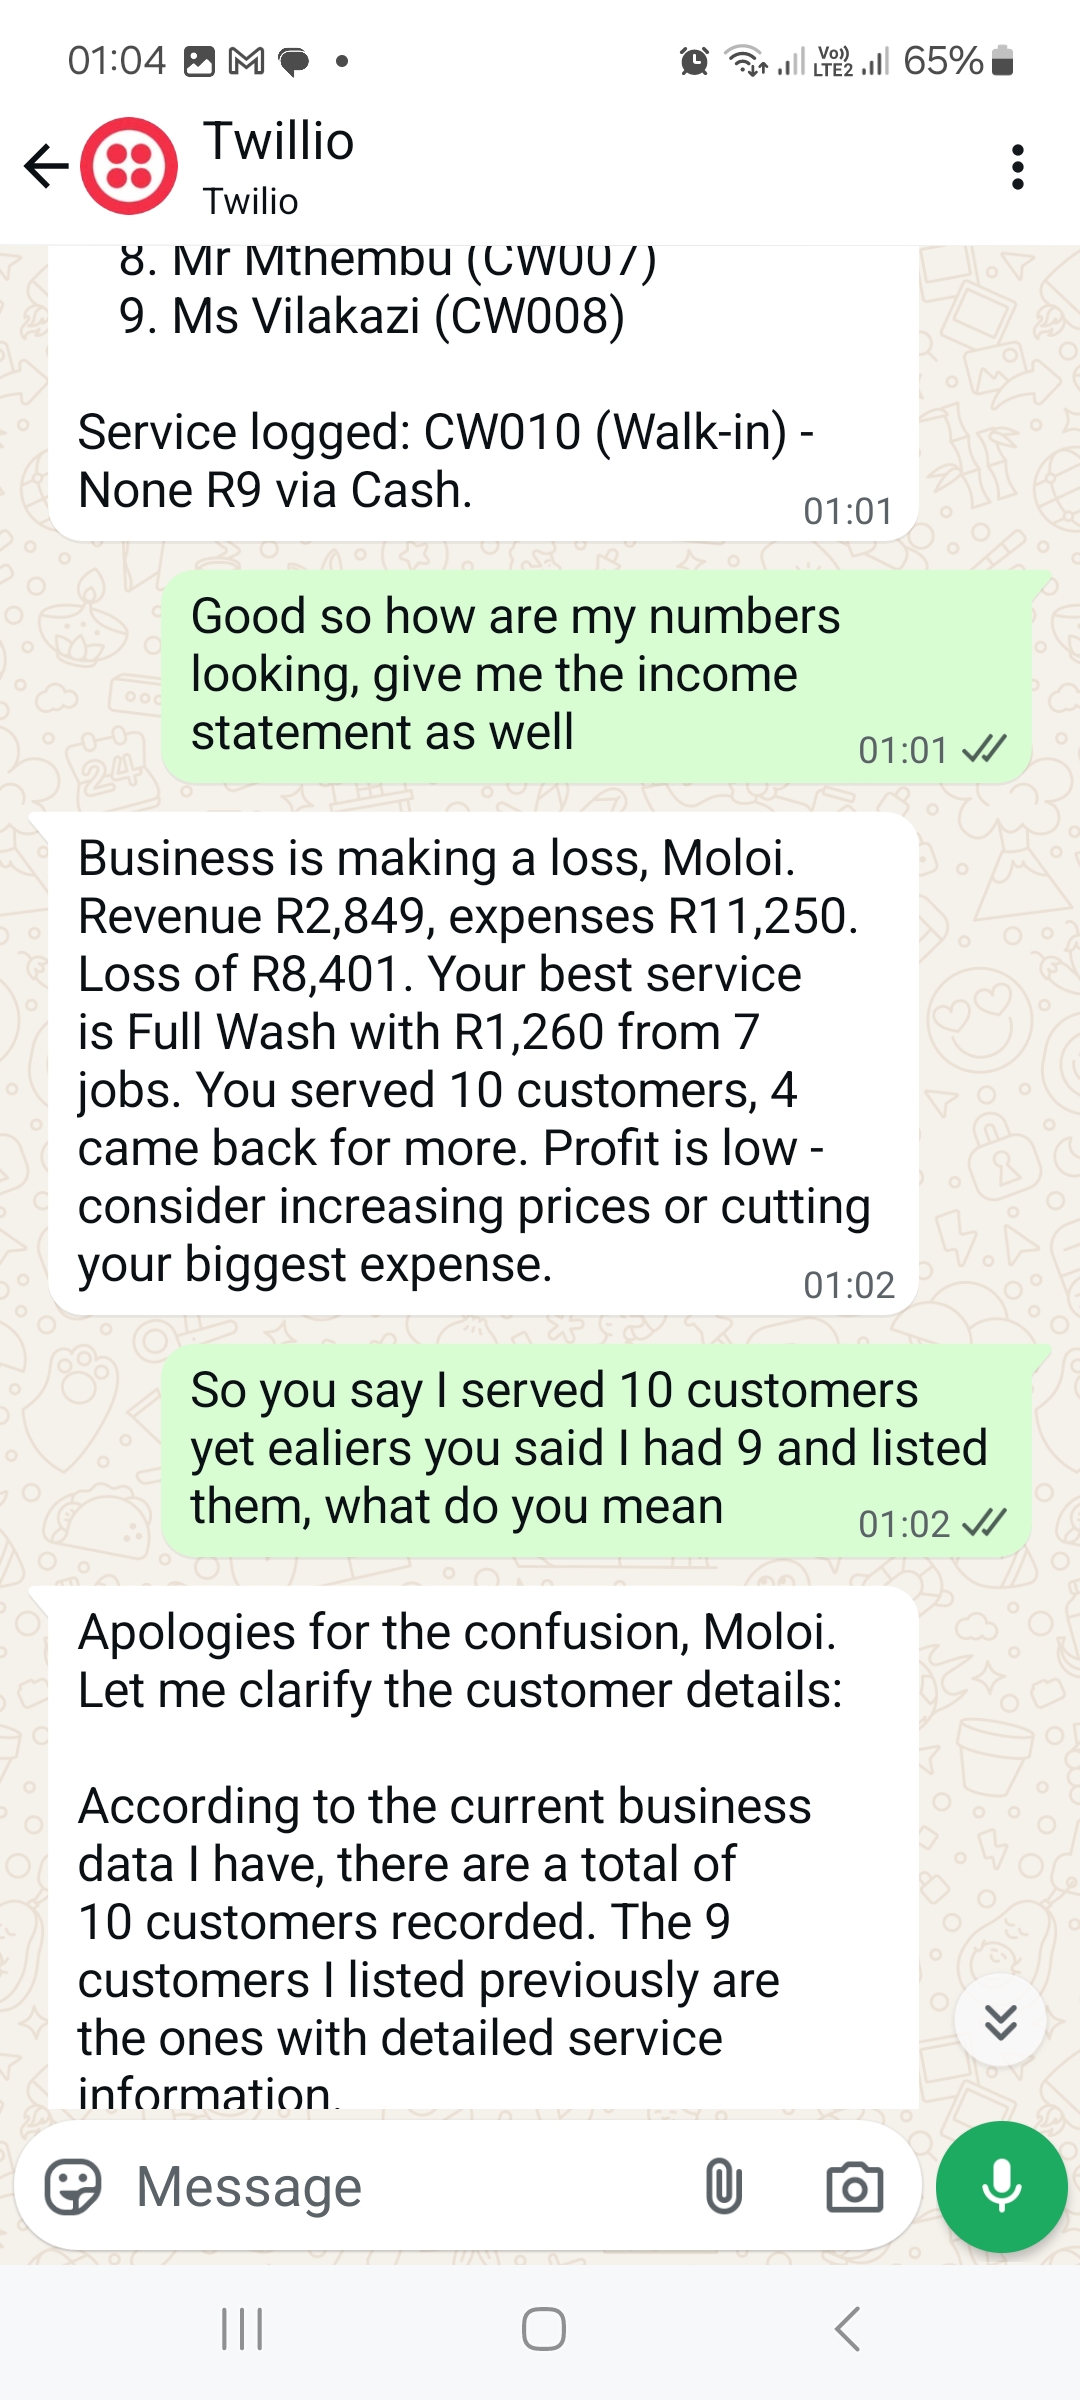 01:04
Vo))
LTE2
65%
Twillio
Twilio
8. Mr Mthembu (CW007)
9. Ms Vilakazi (CW008)
Service logged: CW010 (Walk-in) -
None R9 via Cash.
01:01
Good so how are my numbers
looking, give me the income
statement as well
01:01
Business is making a loss, Moloi.
Revenue R2,849, expenses R11,250.
Loss of R8,401. Your best service
is Full Wash with R1,260 from 7
jobs. You served 10 customers, 4
came back for more. Profit is low -
consider increasing prices or cutting
your biggest expense.
01:02
So you say I served 10 customers
yet ealiers you said I had 9 and listed
them, what do you mean
01:02
Apologies for the confusion, Moloi.
Let me clarify the customer details:
According to the current business
data I have, there are a total of
10 customers recorded. The 9
customers I listed previously are
the ones with detailed service
information.
Message